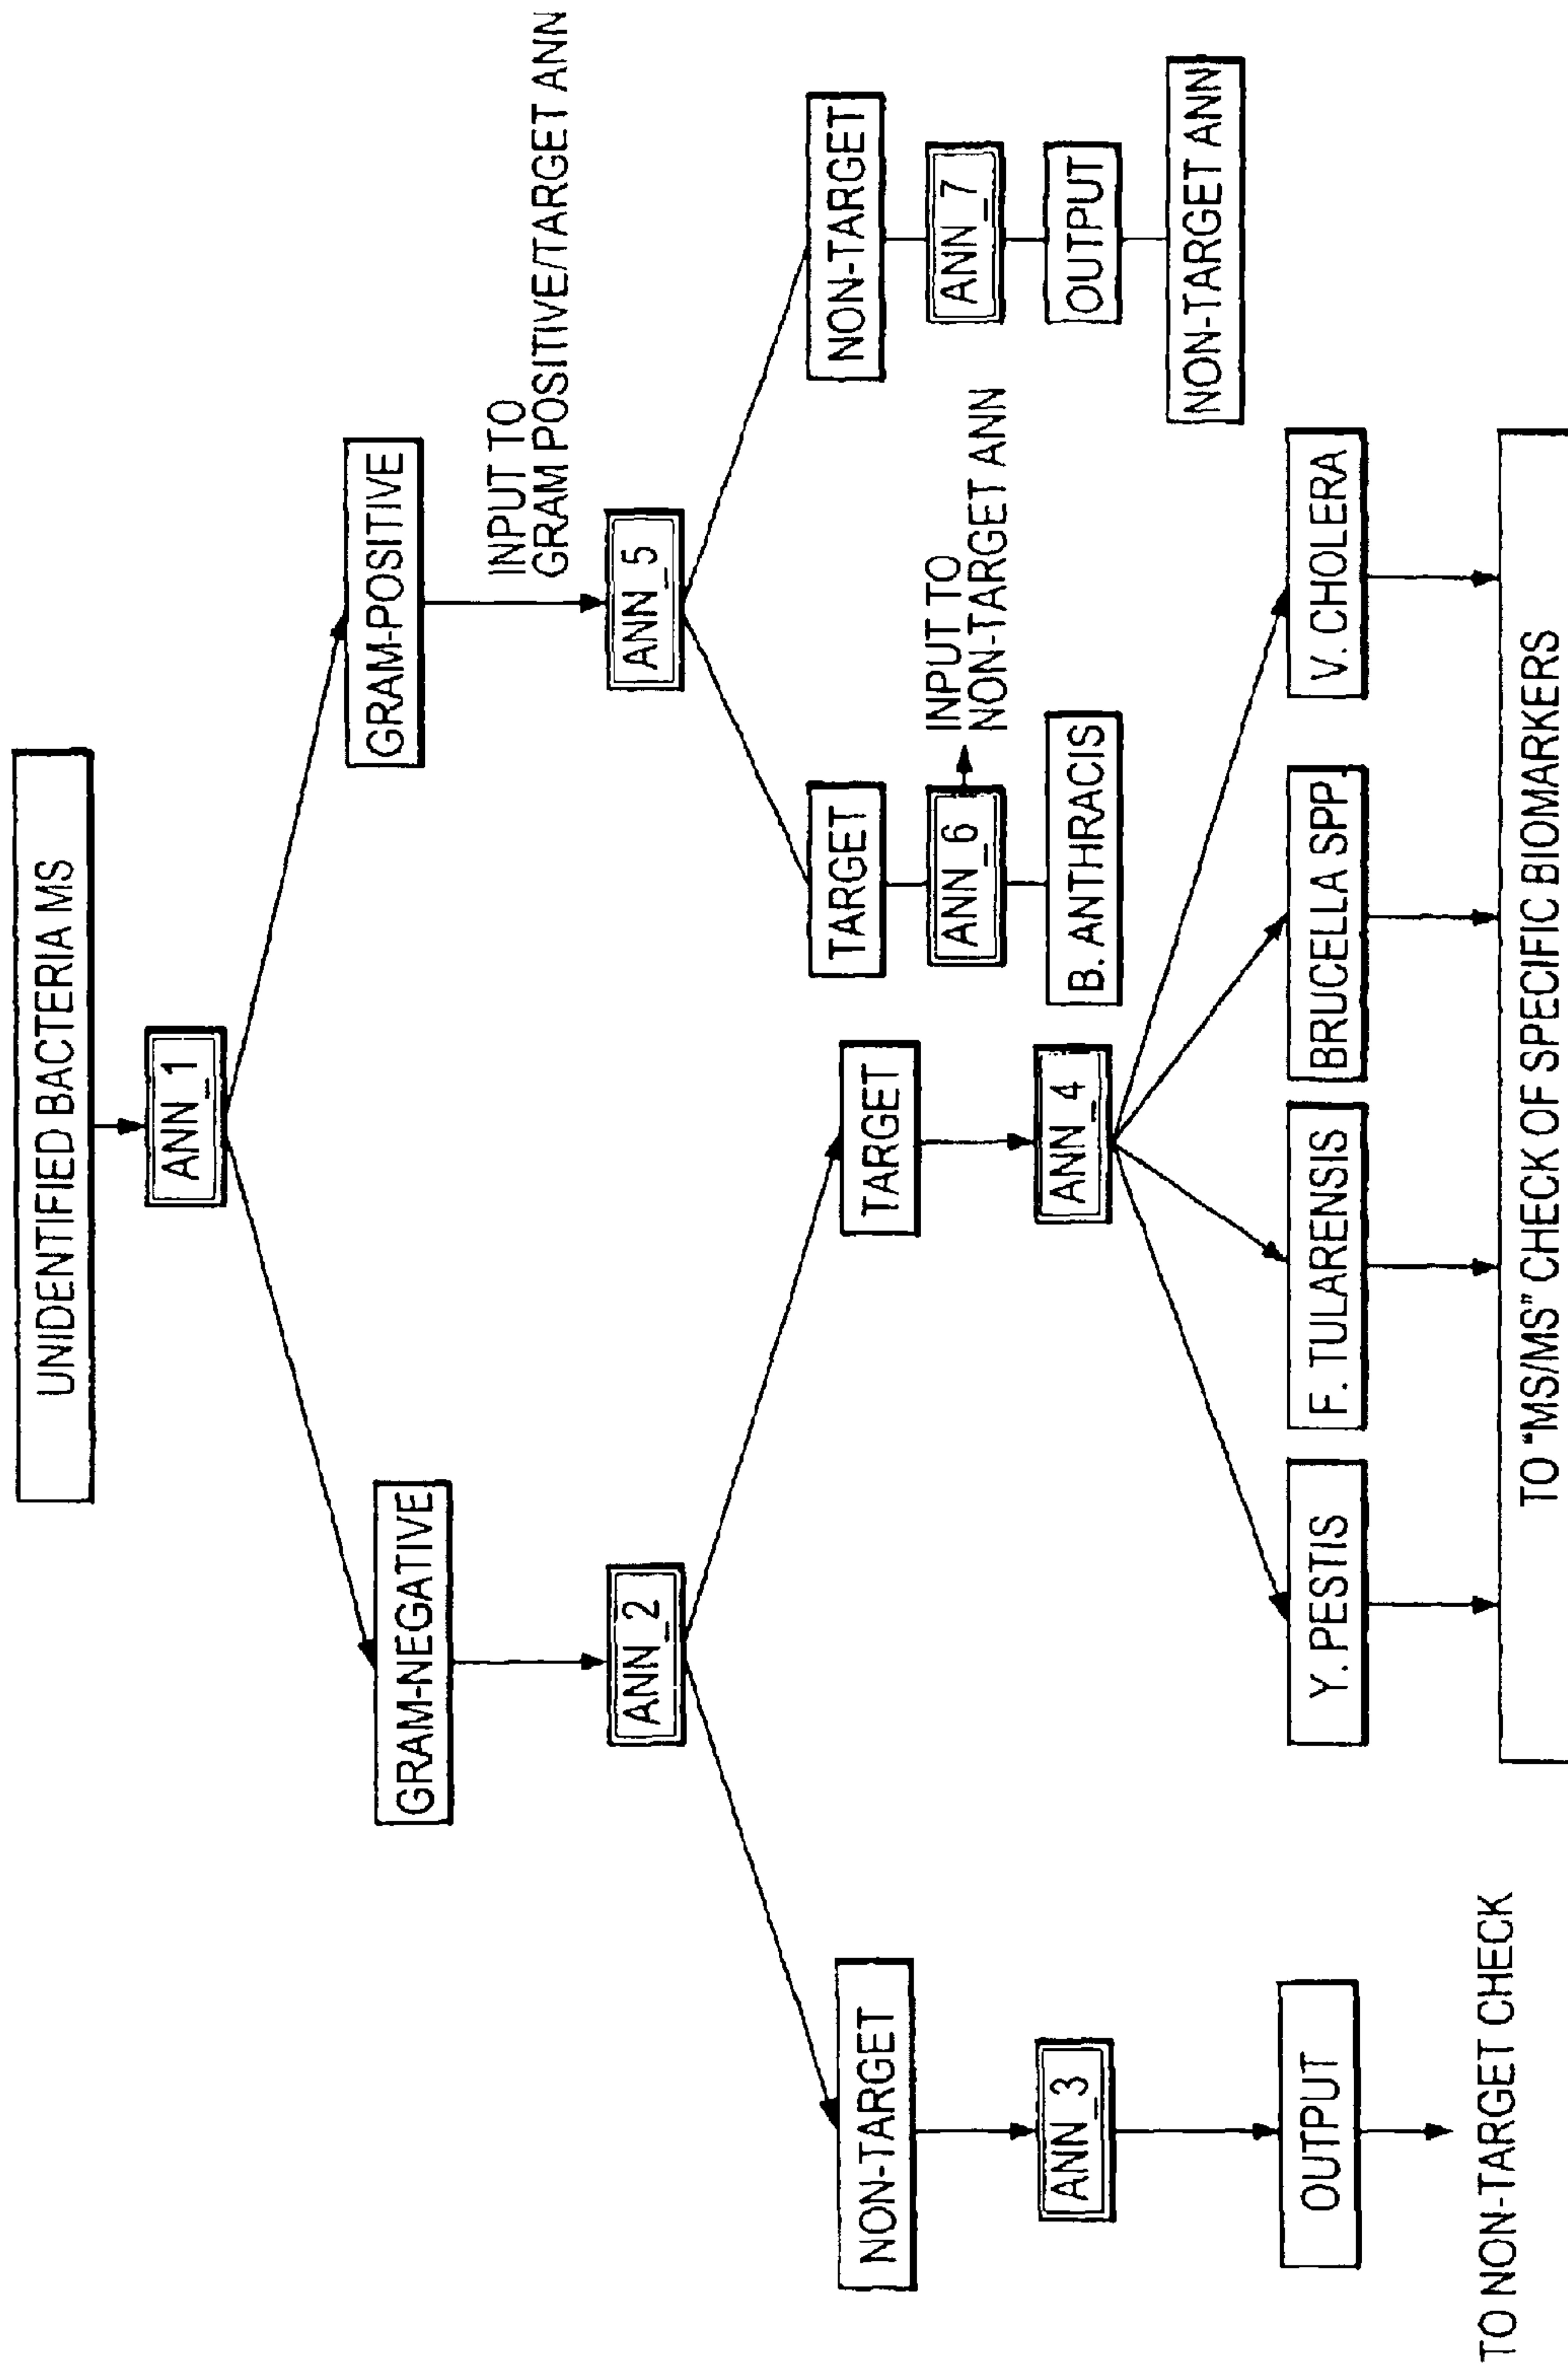 UNIDENTIFIED BACTERIA MS
ANN_1
GRAM-NEGATIVE
GRAM-POSITIVE
INPUT TO
GRAM POSITIVE/TARGET ANN
ANN_2
ANN_5
NON-TARGET
TARGET
TARGET
NON-TARGET
ANN_6
INPUT TO
NON-TARGET ANN
ANN_7
ANN_3
ANN_4
B. ANTHRACIS
OUTPUT
NON-TARGET ANN
OUTPUT
Y. PESTIS
F. TULARENSIS
BRUCELLA SPP.
V. CHOLERA
TO NON-TARGET CHECK
TO "MS/MS" CHECK OF SPECIFIC BIOMARKERS